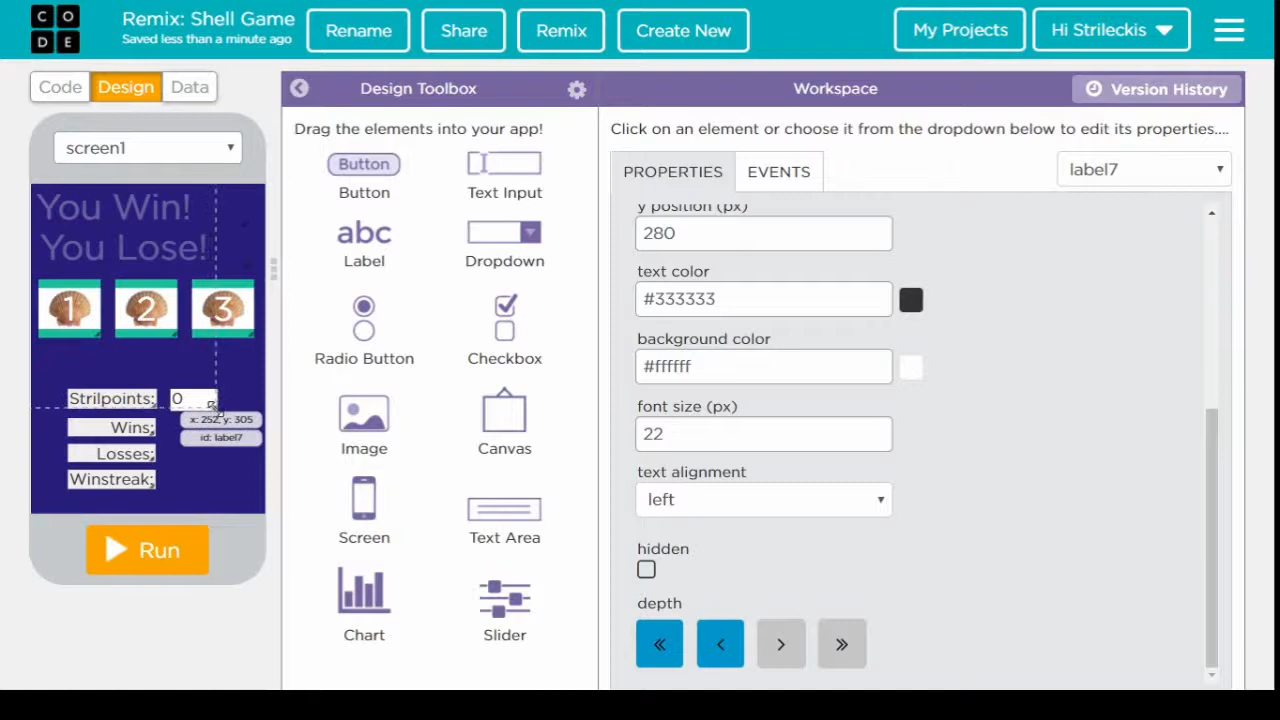 C O
D E
Remix: Shell Game
Saved less than a minute ago
Rename
Share
Remix
Create New
My Projects
Hi Strileckis
Code
Design
Data
Design Toolbox
Workspace
Version History
Drag the elements into your app!
Click on an element or choose it from the dropdown below to edit its properties....
screen1
Button
Button
Text Input
abc
Label
Dropdown
Radio Button
Checkbox
Image
Canvas
Screen
Text Area
Chart
Slider
PROPERTIES
EVENTS
label7
You Win!
You Lose!
1
2
3
Strilpoints;
0
x: 252, y: 305
id: label7
Wins;
Losses;
Winstreak;
Run
y position (px)
280
text color
#333333
background color
#ffffff
font size (px)
22
text alignment
left
hidden
depth